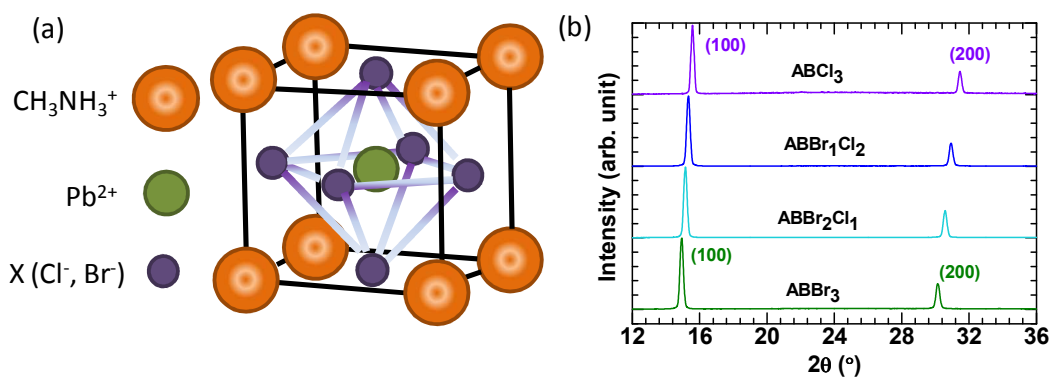 (a)
CH₃NH₃⁺
Pb²⁺
X (Cl⁻, Br⁻)
(b)
Intensity (arb. unit)
(100)
(200)
ABCl₃
ABBr₁Cl₂
ABBr₂Cl₁
(100)
(200)
ABBr₃
12 16 20 24 28 32 36
2θ (°)